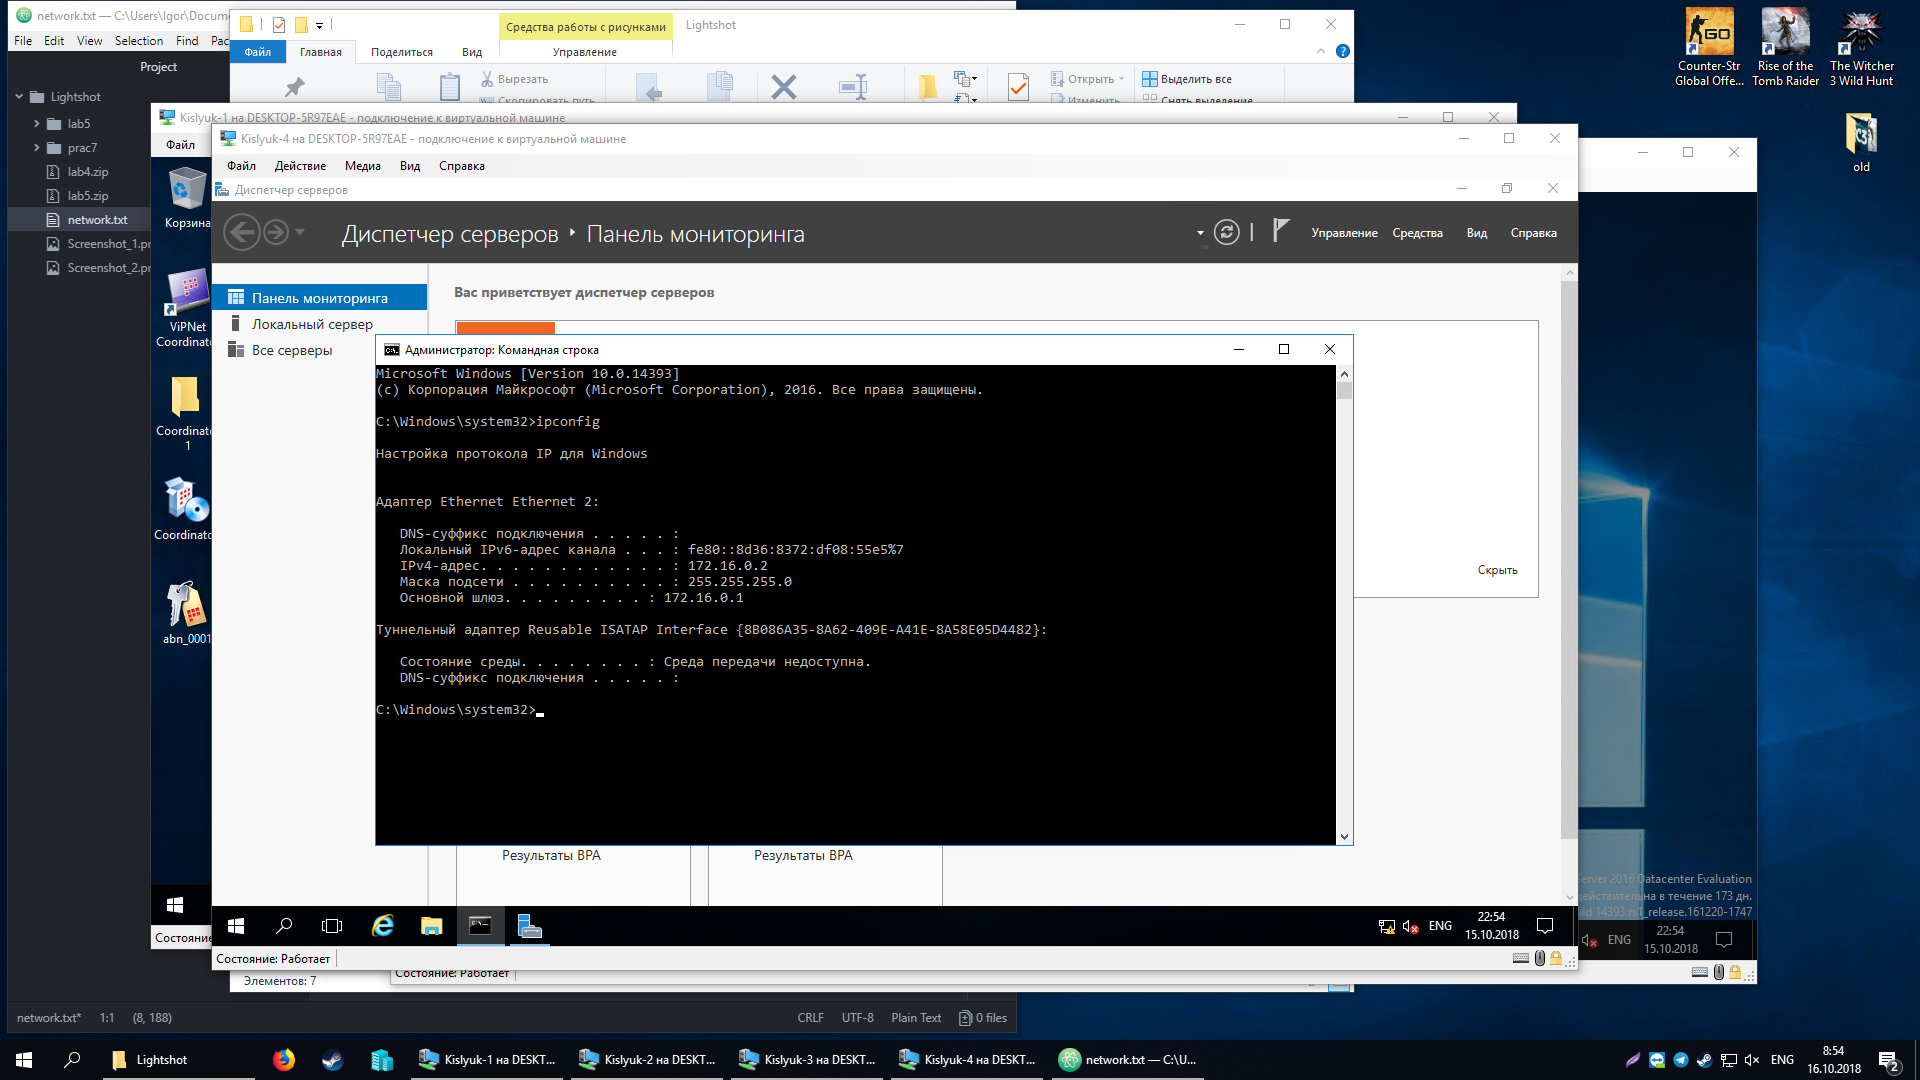 network.txt — C:\Users\Igor\Docume
File Edit View Selection Find Pac
Project
Lightshot
lab5
prac7
lab4.zip
lab5.zip
network.txt
Screenshot_1.pr
Screenshot_2.pr
Средства работы с рисунками
Lightshot
Файл Главная Поделиться Вид Управление
Вырезать
Скопировать путь
Открыть
Изменить
Выделить все
Снять выделение
Counter-Str
Global Offe...
Rise of the
Tomb Raider
The Witcher
3 Wild Hunt
old
Kislyuk-1 на DESKTOP-5R97EAE - подключение к виртуальной машине
Файл
Корзина
ViPNet
Coordinato
Coordinato
1
Coordinato
abn_0001
Состояние
Kislyuk-4 на DESKTOP-5R97EAE - подключение к виртуальной машине
Файл Действие Медиа Вид Справка
Диспетчер серверов
Диспетчер серверов Панель мониторинга
Управление Средства Вид Справка
Панель мониторинга
Локальный сервер
Все серверы
Вас приветствует диспетчер серверов
Скрыть
Администратор: Командная строка
Microsoft Windows [Version 10.0.14393]
(c) Корпорация Майкрософт (Microsoft Corporation), 2016. Все права защищены.
C:\Windows\system32>ipconfig
Настройка протокола IP для Windows
Адаптер Ethernet Ethernet 2:
DNS-суффикс подключения . . . . . :
Локальный IPv6-адрес канала . . . : fe80::8d36:8372:df08:55e5%7
IPv4-адрес. . . . . . . . . . . . : 172.16.0.2
Маска подсети . . . . . . . . . . : 255.255.255.0
Основной шлюз. . . . . . . . . : 172.16.0.1
Туннельный адаптер Reusable ISATAP Interface {8B086A35-8A62-409E-A41E-8A58E05D4482}:
Состояние среды. . . . . . . . : Среда передачи недоступна.
DNS-суффикс подключения . . . . . :
C:\Windows\system32>
Результаты BPA Результаты BPA
ENG
22:54
15.10.2018
Состояние: Работает
Server 2016 Datacenter Evaluation
действительна в течение 173 дн.
ild 14393.rs1_release.161220-1747
ENG
22:54
15.10.2018
Состояние: Работает
Элементов: 7
network.txt* 1:1 (8, 188)
CRLF UTF-8 Plain Text 0 files
Lightshot
Kislyuk-1 на DESKT...
Kislyuk-2 на DESKT...
Kislyuk-3 на DESKT...
Kislyuk-4 на DESKT...
network.txt — C:\U...
ENG
8:54
16.10.2018
2